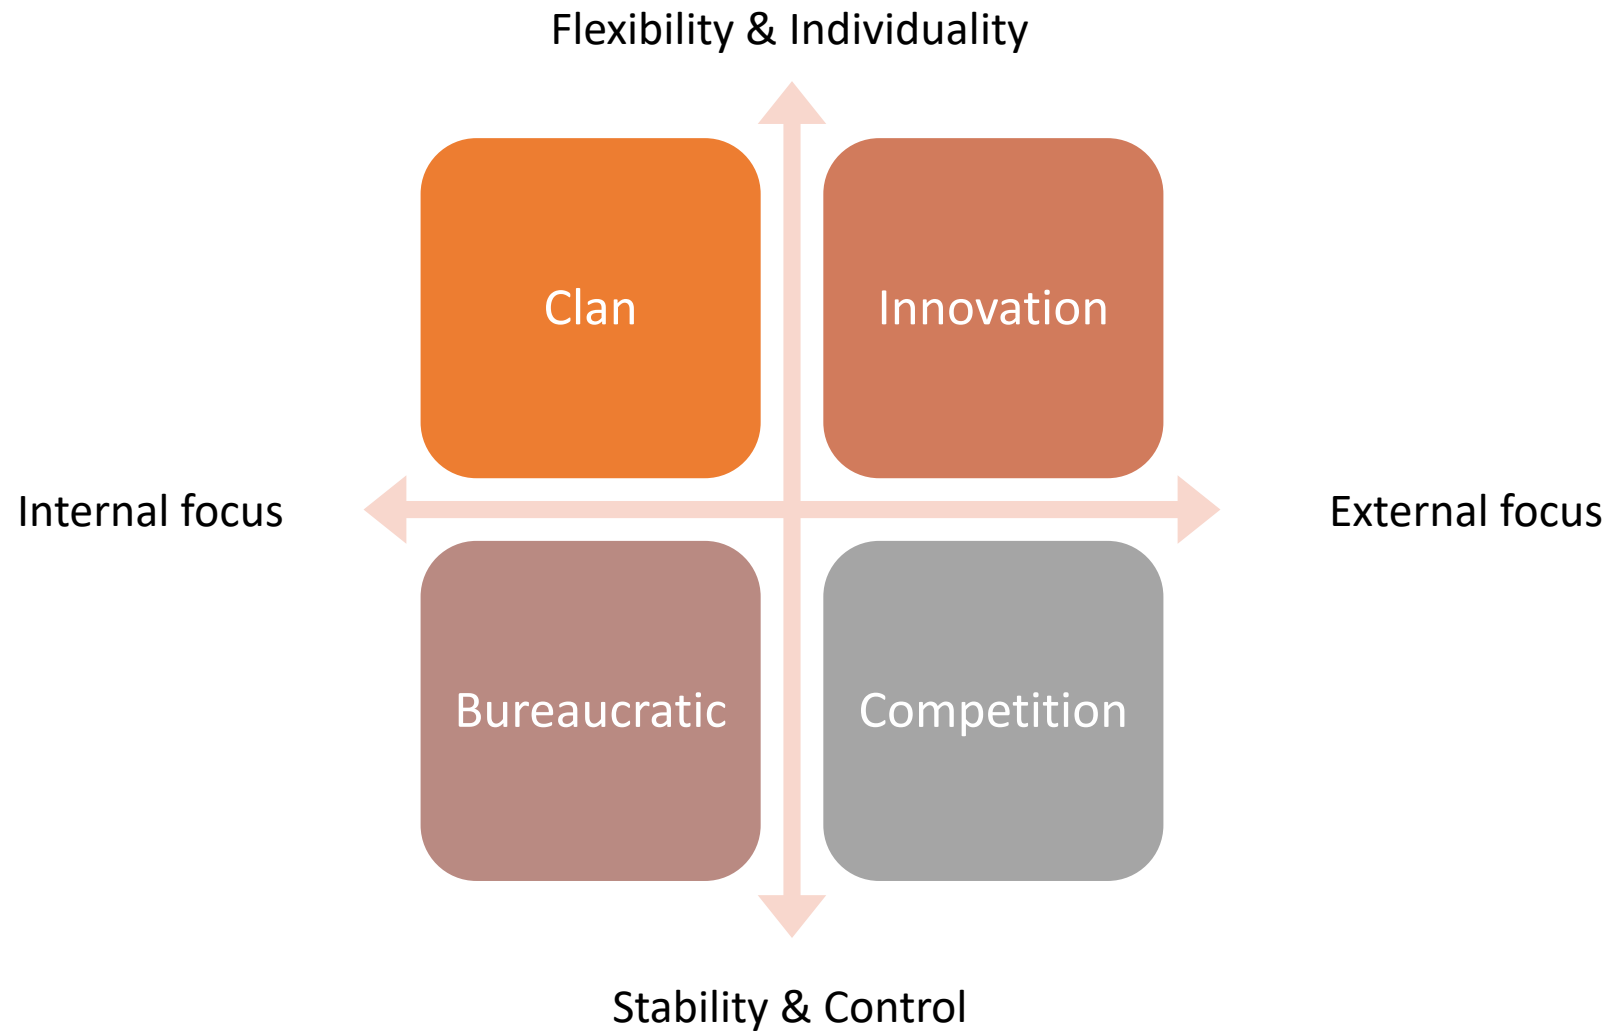 Flexibility & Individuality
Clan
Innovation
Internal focus
External focus
Bureaucratic
Competition
Stability & Control